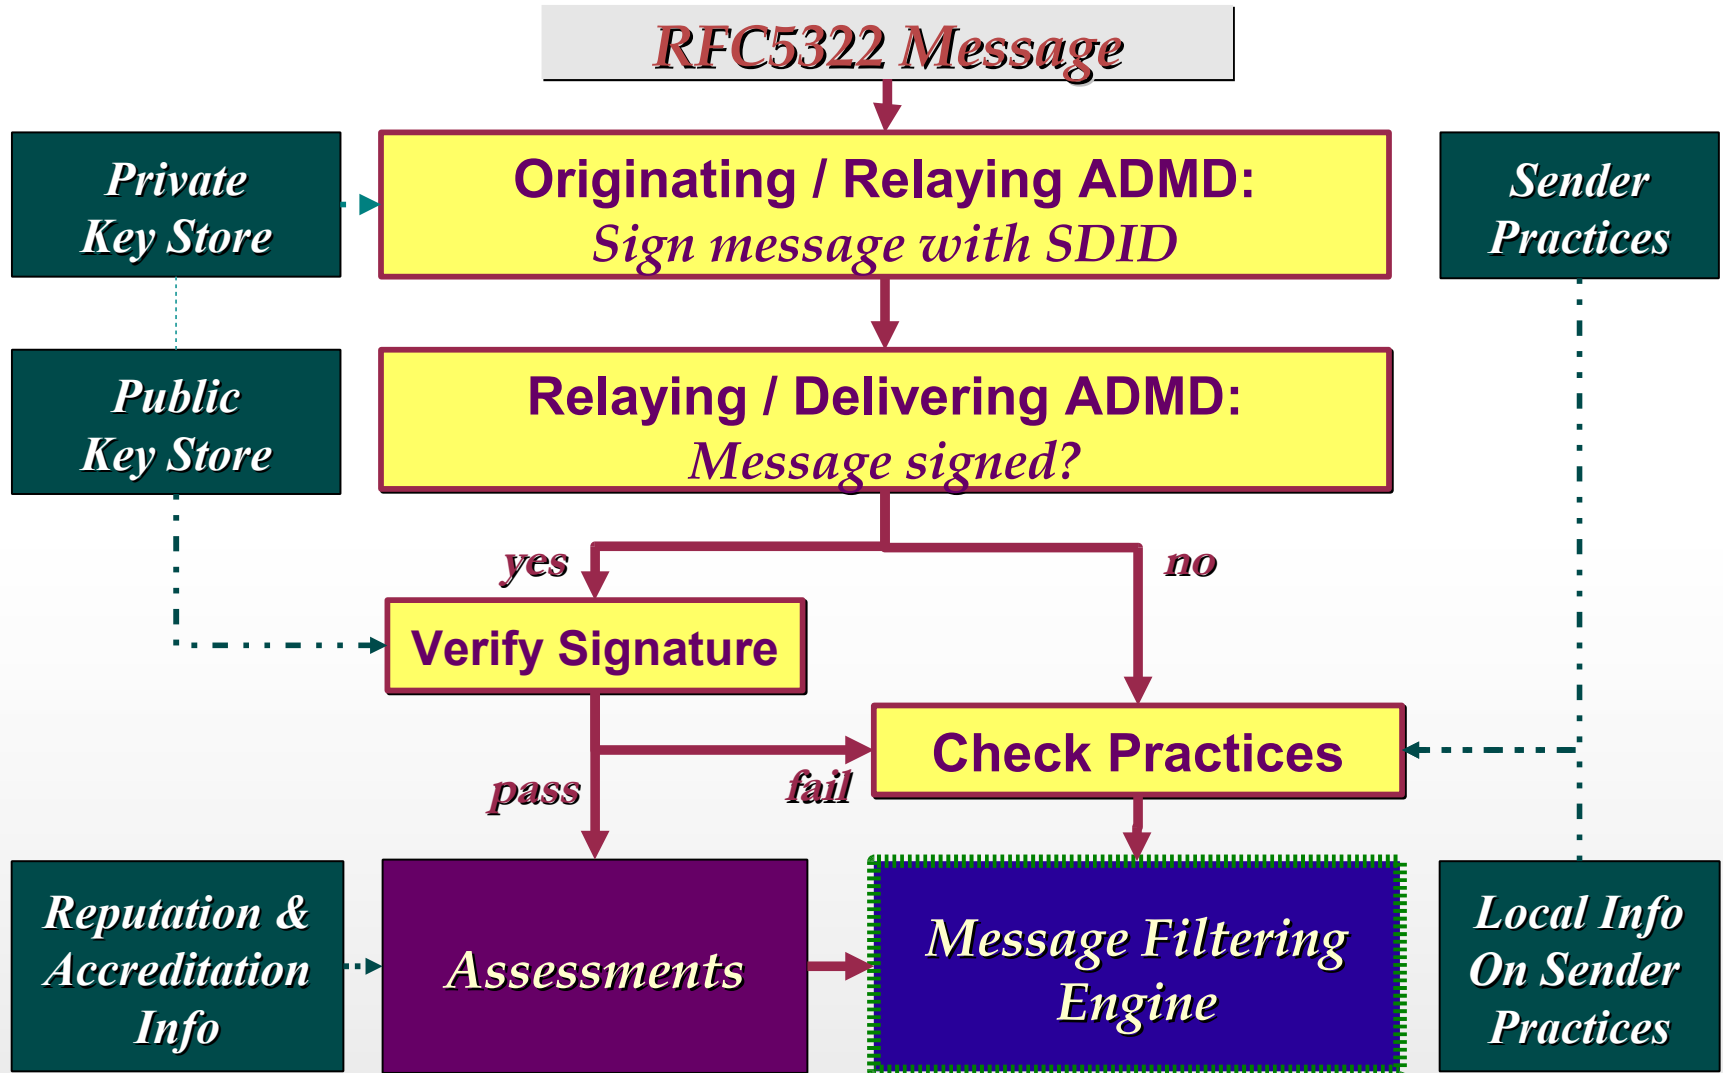 RFC5322 Message
Private
Key Store
Originating / Relaying ADMD:
Sign message with SDID
Sender
Practices
Public
Key Store
Relaying / Delivering ADMD:
Message signed?
yes
no
Verify Signature
Check Practices
pass
fail
Reputation &
Accreditation
Info
Assessments
Message Filtering
Engine
Local Info
On Sender
Practices